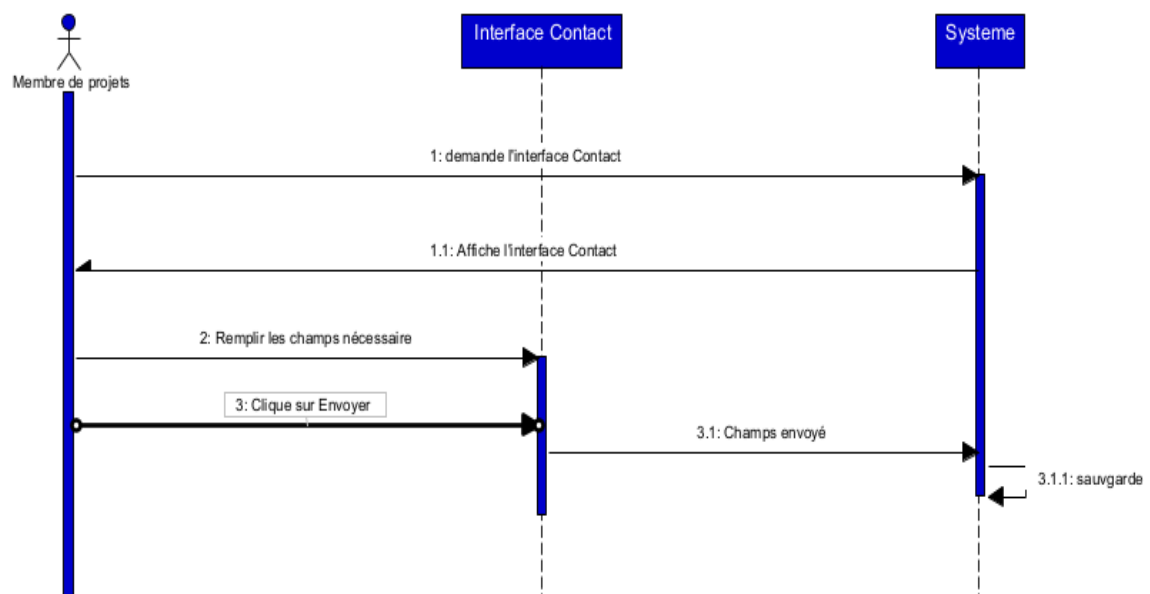 Interface Contact
Systeme
Membre de projets
1: demande l'interface Contact
1.1: Affiche l'interface Contact
2: Remplir les champs nécessaire
3: Clique sur Envoyer
3.1: Champs envoyé
3.1.1: sauvgarde